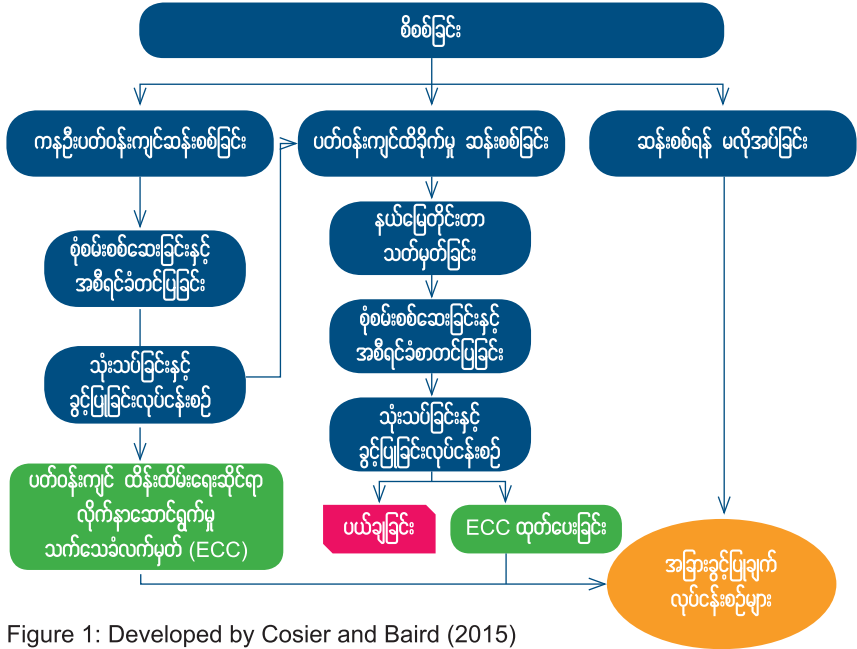 စိစစ်ခြင်း
ကနဦးပတ်ဝန်းကျင်ဆန်းစစ်ခြင်း
ပတ်ဝန်းကျင်ထိခိုက်မှု ဆန်းစစ်ခြင်း
ဆန်းစစ်ရန် မလိုအပ်ခြင်း
စုံစမ်းစစ်ဆေးခြင်းနှင့်
အစီရင်ခံတင်ပြခြင်း
သုံးသပ်ခြင်းနှင့်
ခွင့်ပြုခြင်းလုပ်ငန်းစဉ်
ပတ်ဝန်းကျင် ထိန်းထိမ်းရေးဆိုင်ရာ
လိုက်နာဆောင်ရွက်မှု
သက်သေခံလက်မှတ် (ECC)
နယ်မြေတိုင်းတာ
သတ်မှတ်ခြင်း
စုံစမ်းစစ်ဆေးခြင်းနှင့်
အစီရင်ခံစာတင်ပြခြင်း
သုံးသပ်ခြင်းနှင့်
ခွင့်ပြုခြင်းလုပ်ငန်းစဉ်
ပယ်ချခြင်း
ECC ထုတ်ပေးခြင်း
အခြားခွင့်ပြုချက်
လုပ်ငန်းစဉ်များ
Figure 1: Developed by Cosier and Baird (2015)